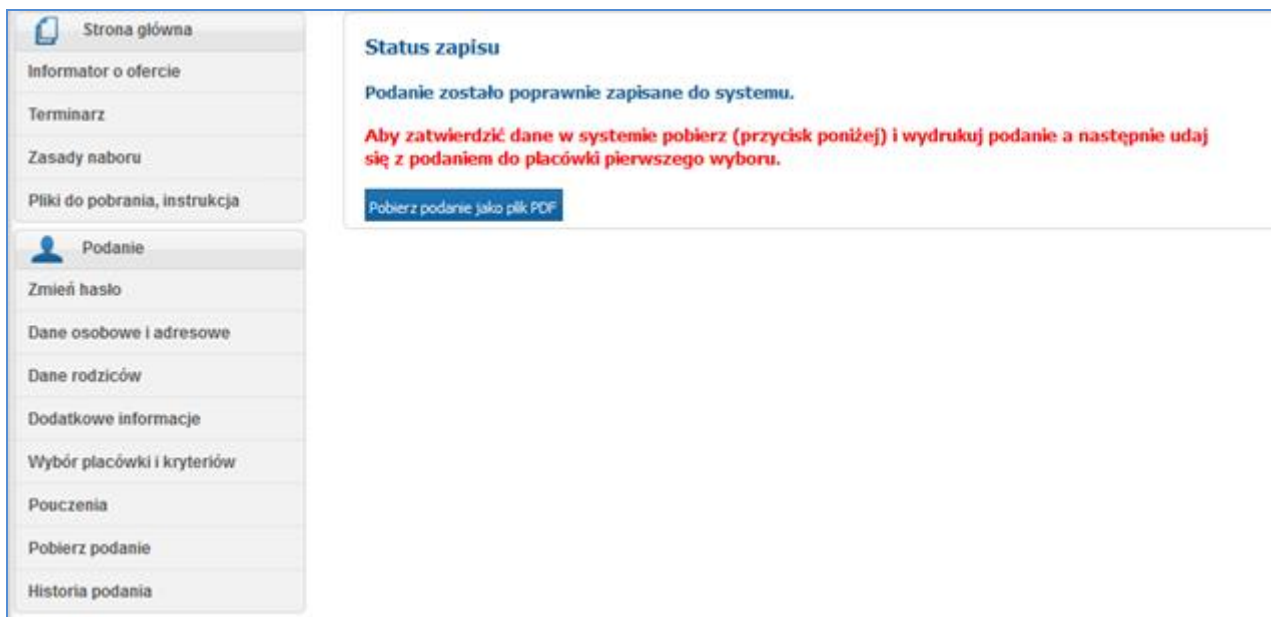 Strona główna
Informator o ofercie
Terminarz
Zasady naboru
Pliki do pobrania, instrukcja
Podanie
Zmień hasło
Dane osobowe i adresowe
Dane rodziców
Dodatkowe informacje
Wybór placówki i kryteriów
Pouczenia
Pobierz podanie
Historia podania
Status zapisu
Podanie zostało poprawnie zapisane do systemu.
Aby zatwierdzić dane w systemie pobierz (przycisk poniżej) i wydrukuj podanie a następnie udaj
się z podaniem do placówki pierwszego wyboru.
Pobierz podanie jako plik PDF